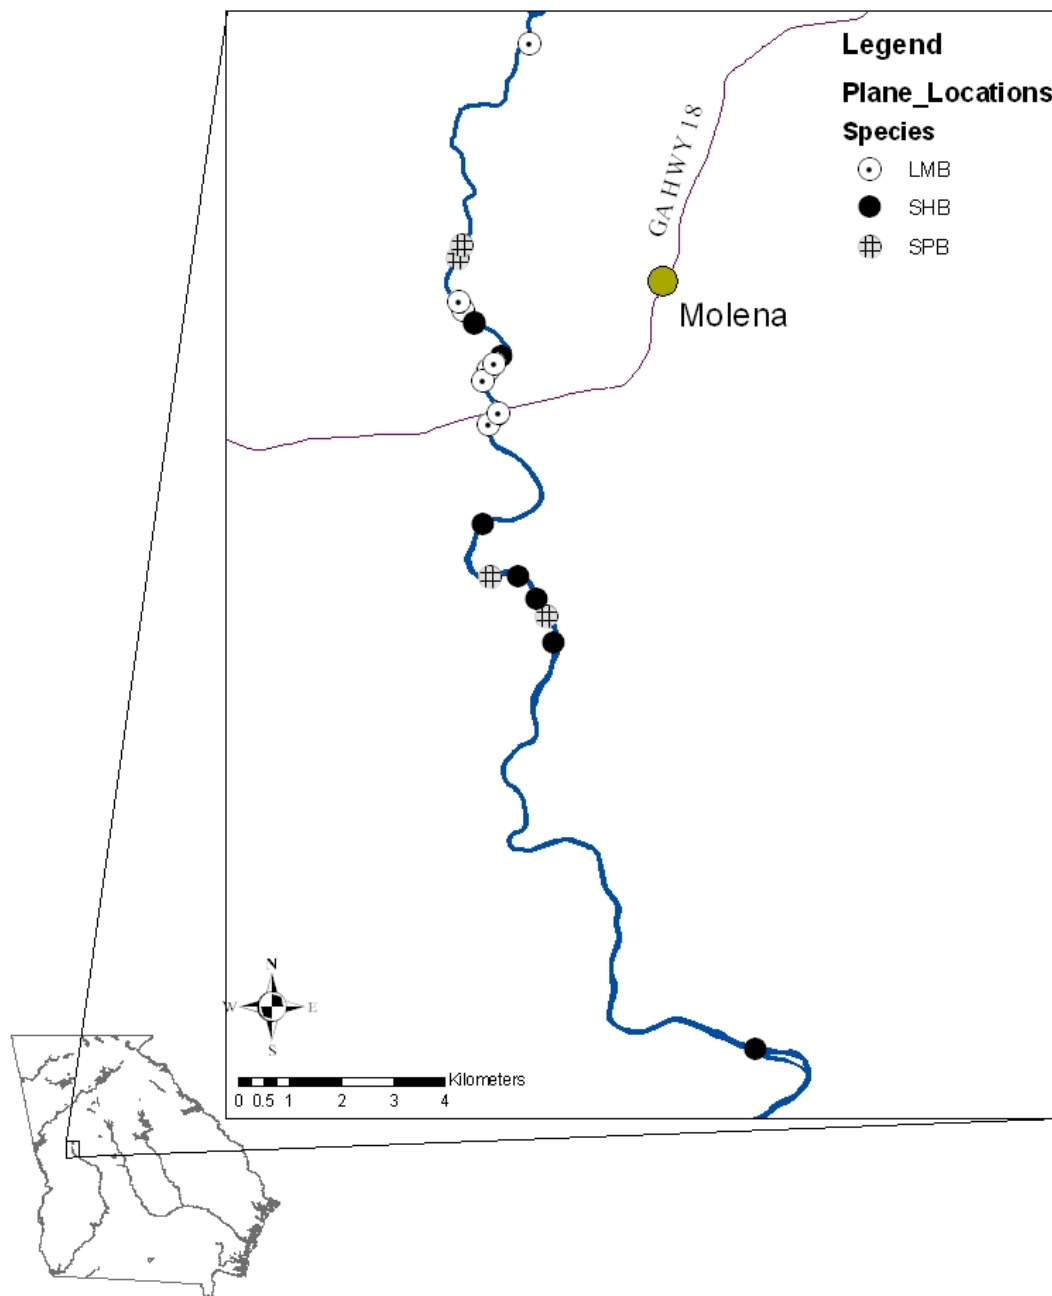 Legend
Plane_Locations
Species
LMB
SHB
SPB
GA HWY 18
Molena
N
W E
S
Kilometers
0 0.5 1 2 3 4